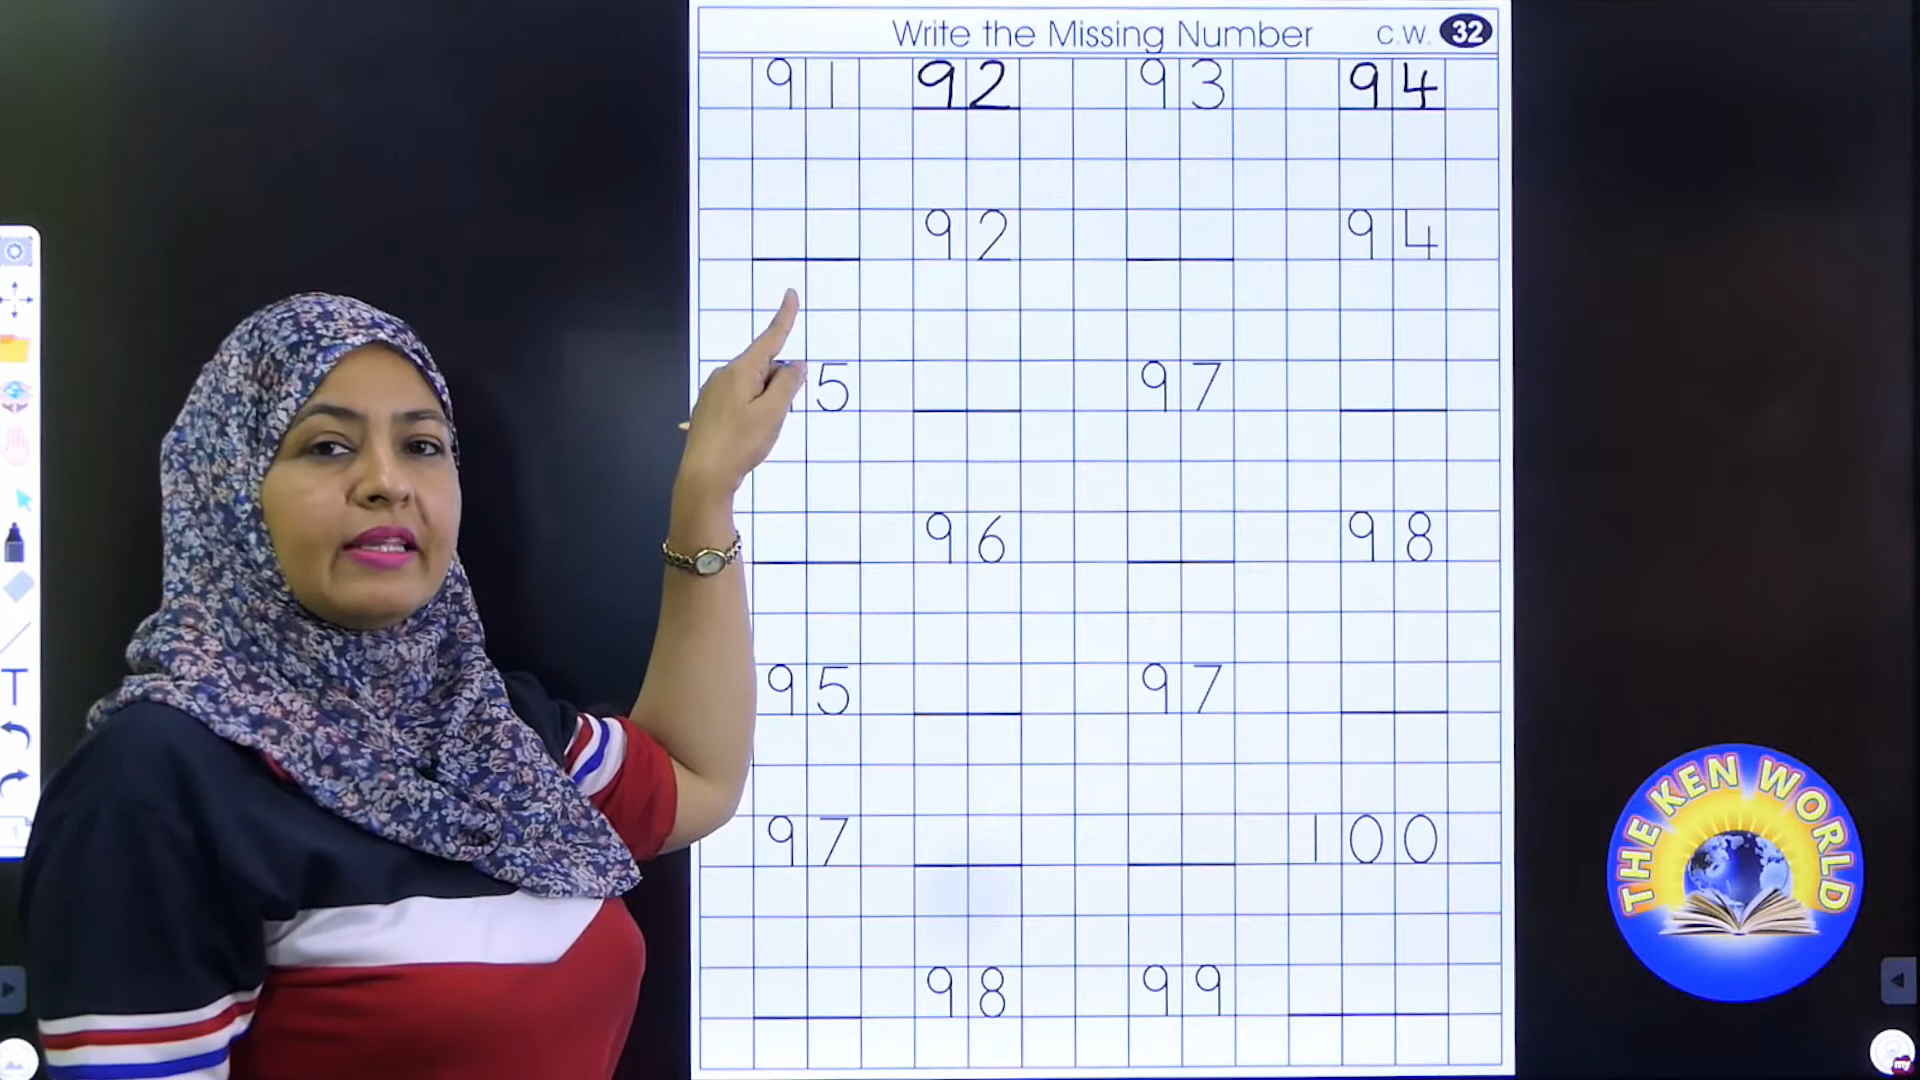 Write the Missing Number C.W. 32
91 92 93 94
92 94
5 97
96 98
95 97
97 100
98 99
THE KEN WORLD
T